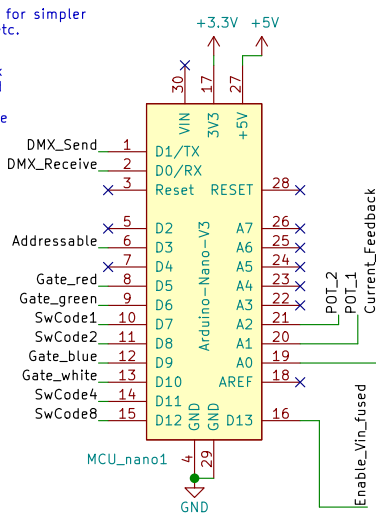 for simpler
etc.
+3.3V +5V
30 17 27
VIN 3V3 +5V
DMX_Send 1 D1/TX
DMX_Receive 2 D0/RX
3 Reset RESET 28
5 D2 A7 26
Addressable 6 D3 A6 25
7 D4 A5 24
Gate_red 8 D5 A4 23
Gate_green 9 D6 A3 22
SwCode1 10 D7 A2 21 POT_2
SwCode2 11 D8 A1 20 POT_1
Gate_blue 12 D9 A0 19 Current_Feedback
Gate_white 13 D10 AREF 18
SwCode4 14 D11
SwCode8 15 D12 D13 16 Enable_Vin_fused
Arduino-Nano-V3
GND GND
MCU_nano1 4 29
GND